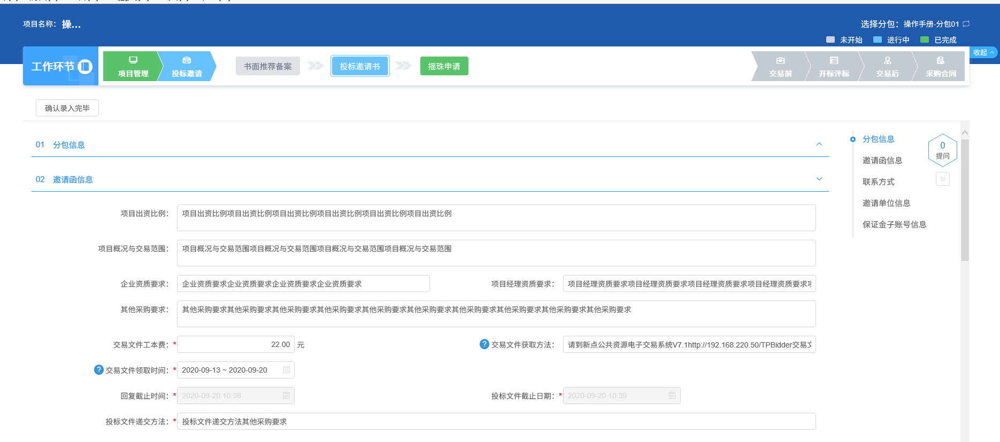 项目名称： 操...
选择分包： 操作手册-分包01
未开始 进行中 已完成
收起
工作环节
项目管理 投标邀请 书面推荐备案 投标邀请书 摇珠申请 交易前 开标评标 交易后 采购合同
确认录入完毕
01 分包信息
02 邀请函信息
分包信息
邀请函信息
联系方式
邀请单位信息
保证金子账号信息
0
提问
项目出资比例： 项目出资比例项目出资比例项目出资比例项目出资比例项目出资比例项目出资比例
项目概况与交易范围： 项目概况与交易范围项目概况与交易范围项目概况与交易范围项目概况与交易范围
企业资质要求： 企业资质要求企业资质要求企业资质要求企业资质要求 项目经理资质要求： 项目经理资质要求项目经理资质要求项目经理资质要求项目经理资质要求
其他采购要求： 其他采购要求其他采购要求其他采购要求其他采购要求其他采购要求其他采购要求其他采购要求其他采购要求其他采购要求其他采购要求
交易文件工本费：* 22.00 元 ? 交易文件获取方法： 请到新点公共资源电子交易系统V7.1http://192.168.220.50/TPBidder交易
? 交易文件领取时间：* 2020-09-13 ~ 2020-09-20
回复截止时间：* 2020-09-20 10:38 投标文件截止日期：* 2020-09-20 10:39
投标文件递交方法：* 投标文件递交方法其他采购要求